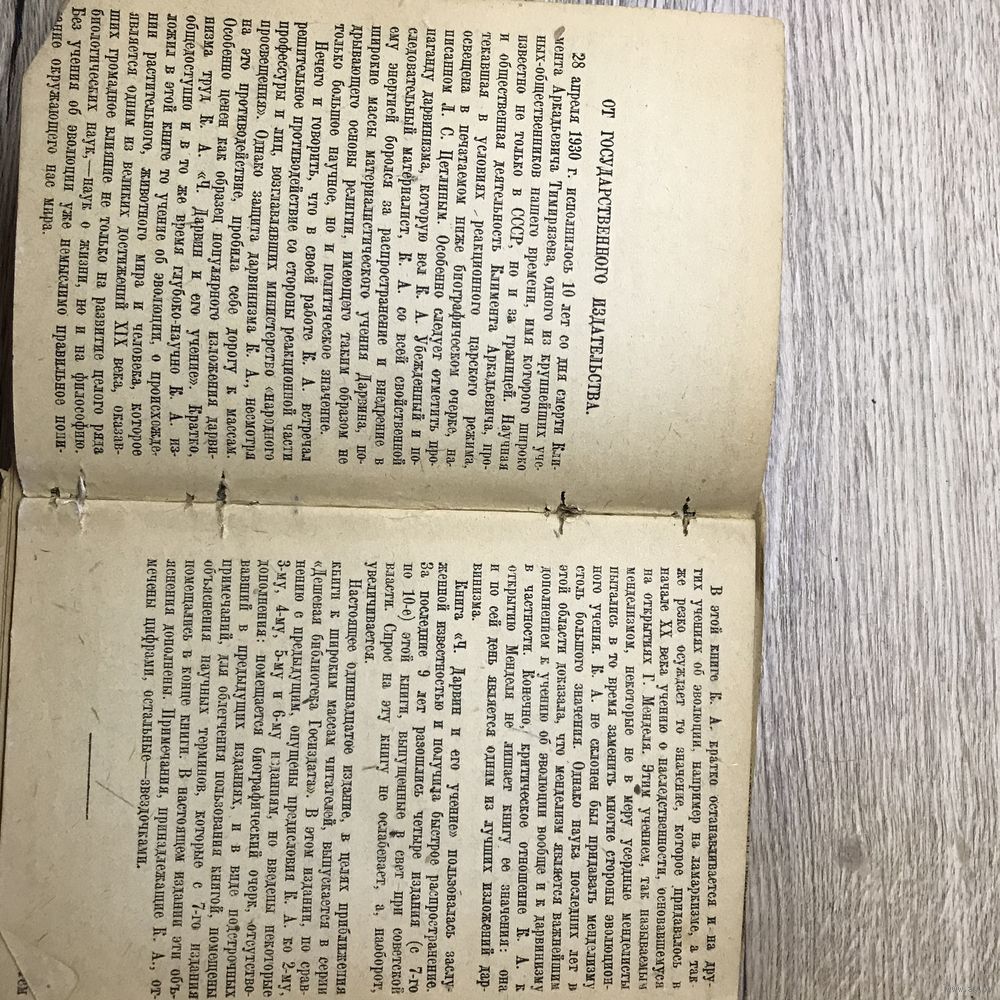 ОТ ГОСУДАРСТВЕННОГО ИЗДАТЕЛЬСТВА.
28 апреля 1930 г. исполнилось 10 лет со дня смерти Кли-
мента Аркадьевича Тимирязева, одного из крупнейших уче-
ных-общественников нашего времени, имя которого широко
известно не только в СССР, но и за границей. Научная
и общественная деятельность Климента Аркадьевича, про-
текавшая в условиях реакционного царского режима,
освещена в печатаемом ниже биографическом очерке, на-
писанном Л. С. Цетлиным. Особенно следует отметить про-
паганду дарвинизма, которую вел К. А. Убежденный и по-
следовательный материалист, К. А. со всей свойственной
ему энергией боролся за распространение и внедрение в
широкие массы материалистического учения Дарвина, по-
дрывающего основы религии, имеющего таким образом не
только большое научное, но и политическое значение.
Нечего и говорить, что в своей работе К. А. встречал
решительное противодействие со стороны реакционной части
профессуры и лиц, возглавлявших министерство «народного
просвещения». Однако защита дарвинизма К. А., несмотря
на это противодействие, пробила себе дорогу к массам.
Особенно ценен как образец популярного изложения дарви-
низма труд К. А. «Ч. Дарвин и его учение». Кратко,
общедоступно и в то же время глубоко-научно К. А. из-
ложил в этой книге то учение об эволюции, о происхожде-
нии растительного, животного мира и человека, которое
является одним из великих достижений XIX века, оказав-
ших громадное влияние не только на развитие целого ряда
биологических наук,—наук о жизни, но и на философию.
Без учения об эволюции уже немыслимо правильное пони-
мание окружающего нас мира.
В этой книге К. А. кратко останавливается и на дру-
гих учениях об эволюции, например на ламаркизме, а так
же резко осуждает то значение, которое придавалось в
начале XX века учению о наследственности, основавшемуся
на открытиях Г. Менделя. Этим учением, так называемым
менделизмом, некоторые не в меру усердные менделисты
пытались в то время заменить многие стороны эволюцион-
ного учения. К. А. не склонен был придавать менделизму
столь большого значения. Однако наука последних лет в
этой области доказала, что менделизм является важнейшим
дополнением к учению об эволюции вообще и к дарвинизму
в частности. Конечно, критическое отношение К. А. к
открытию Менделя не лишает книгу ее значения: она
и по сей день является одним из лучших изложений дар-
винизма.
Книга «Ч. Дарвин и его учение» пользовалась заслу-
женной известностью и получила быстрое распространение.
За последние 9 лет разошлись четыре издания (с 7-го
по 10-е) этой книги, выпущенные в свет при советской
власти. Спрос на эту книгу не ослабевает, а, наоборот,
увеличивается.
Настоящее одиннадцатое издание, в целях приближения
книги к широким массам читателей, выпускается в серии
«Дешевая библиотека Госиздата». В этом издании, по срав-
нению с предыдущим, опущены предисловия К. А. ко 2-му,
3-му, 4-му, 5-му и 6-му изданиям, но введены некоторые
дополнения: помещается биографический очерк, отсутство-
вавший в предыдущих изданиях, и в виде подстрочных
примечаний, для облегчения пользования книгой, помещены
объяснения научных терминов, которые с 7-го издания
помещались в конце книги. В настоящем издании эти объ-
яснения дополнены. Примечания, принадлежащие К. А., от-
мечены цифрами, остальные—звездочками.